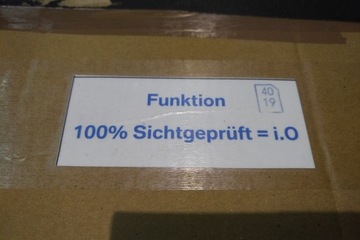 Funktion
40
19
100% Sichtgeprüft = i.O